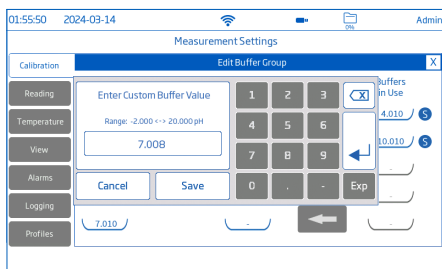 01:55:50 2024-03-14 0% Admin
Measurement Settings
Calibration
Edit Buffer Group X
Reading
Temperature
View
Alarms
Logging
Profiles
Enter Custom Buffer Value
Range: -2.000 <-> 20.000 pH
7.008
Cancel Save
1 2 3 X
4 5 6
7 8 9
0 . - Exp
Buffers
in Use
4.010 S
10.010 S
-
-
7.010 - -